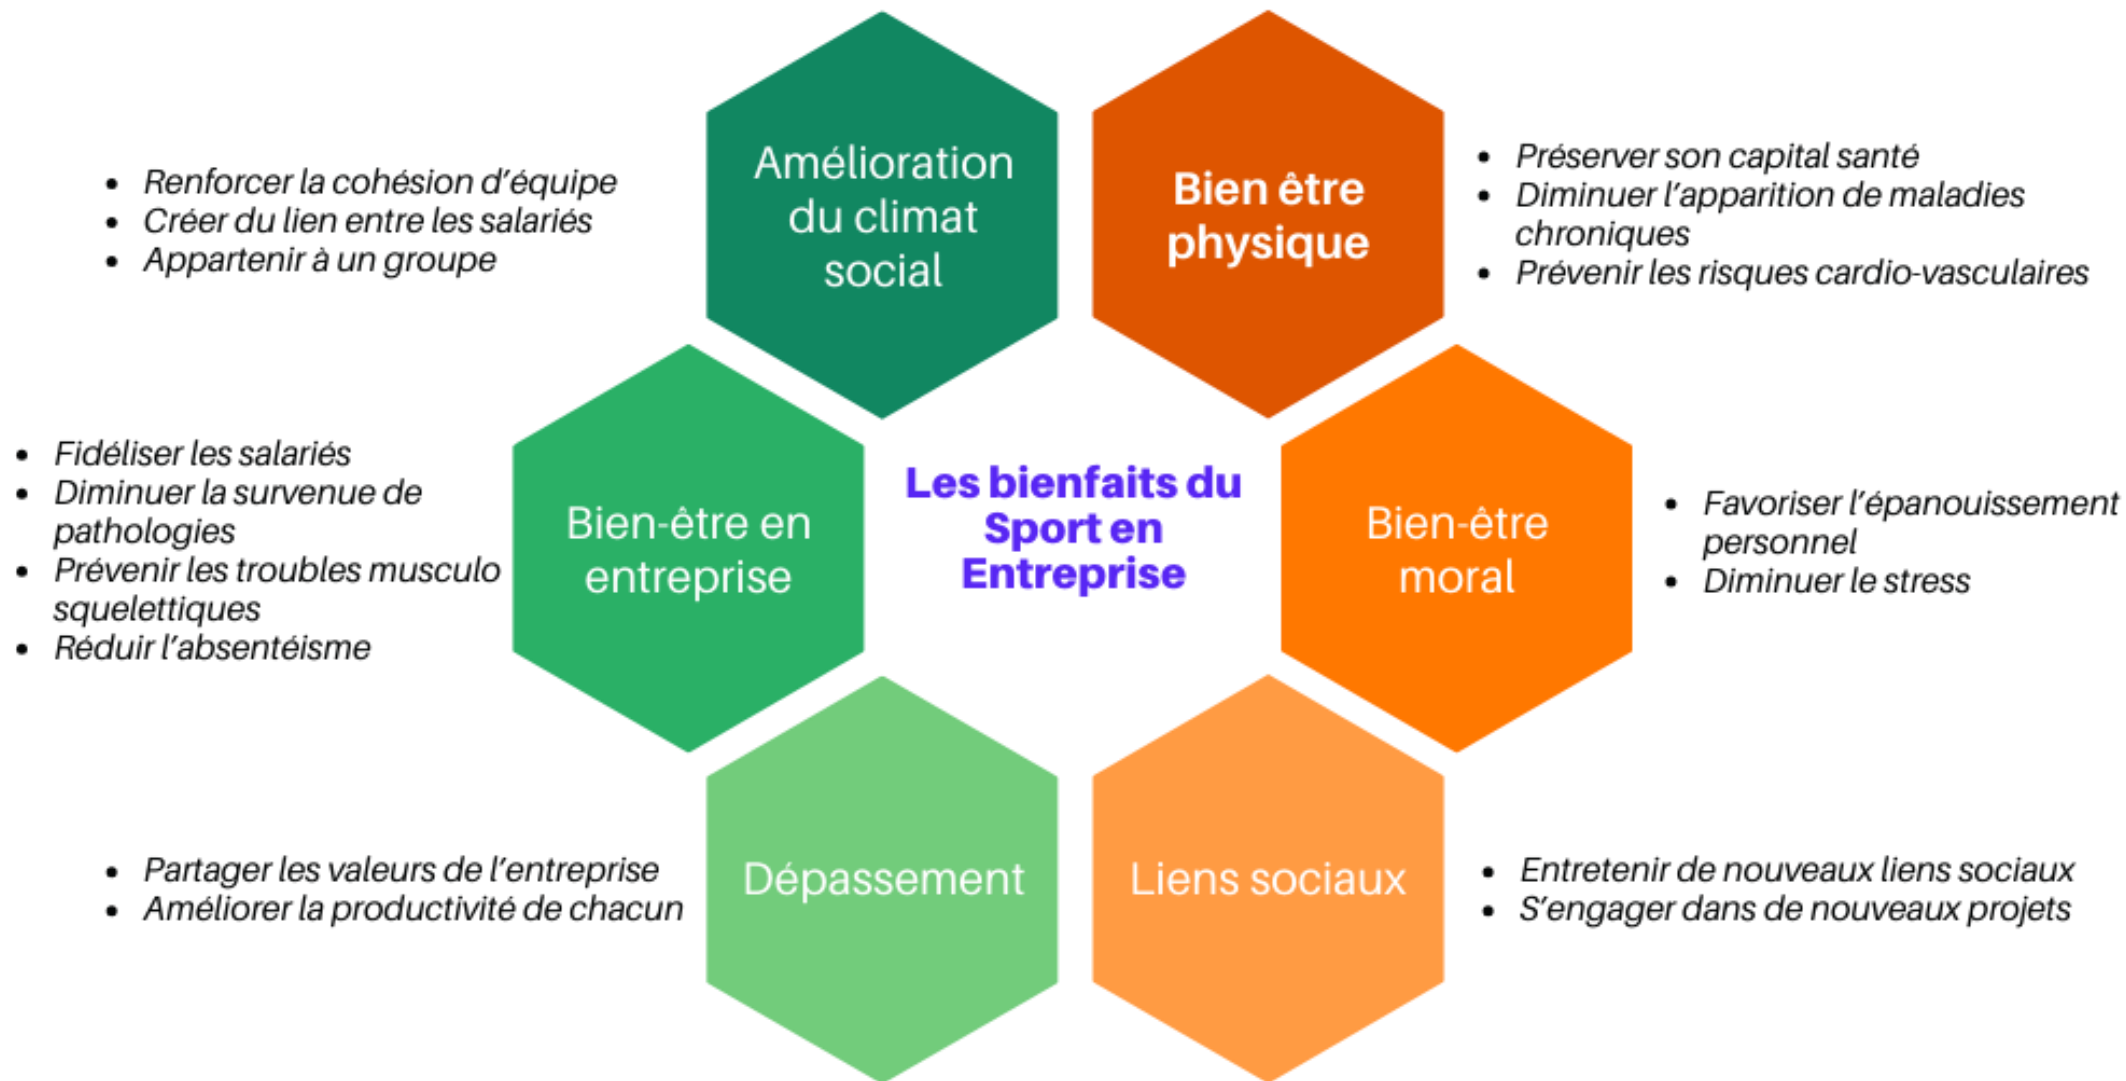 Amélioration
du climat
social
• Renforcer la cohésion d’équipe
• Créer du lien entre les salariés
• Appartenir à un groupe
Bien être
physique
• Préserver son capital santé
• Diminuer l’apparition de maladies
chroniques
• Prévenir les risques cardio-vasculaires
• Fidéliser les salariés
• Diminuer la survenue de
pathologies
• Prévenir les troubles musculo
squelettiques
• Réduir l’absentéisme
Bien-être en
entreprise
Les bienfaits du
Sport en
Entreprise
Bien-être
moral
• Favoriser l’épanouissement
personnel
• Diminuer le stress
• Partager les valeurs de l’entreprise
• Améliorer la productivité de chacun
Dépassement
Liens sociaux
• Entretenir de nouveaux liens sociaux
• S’engager dans de nouveaux projets